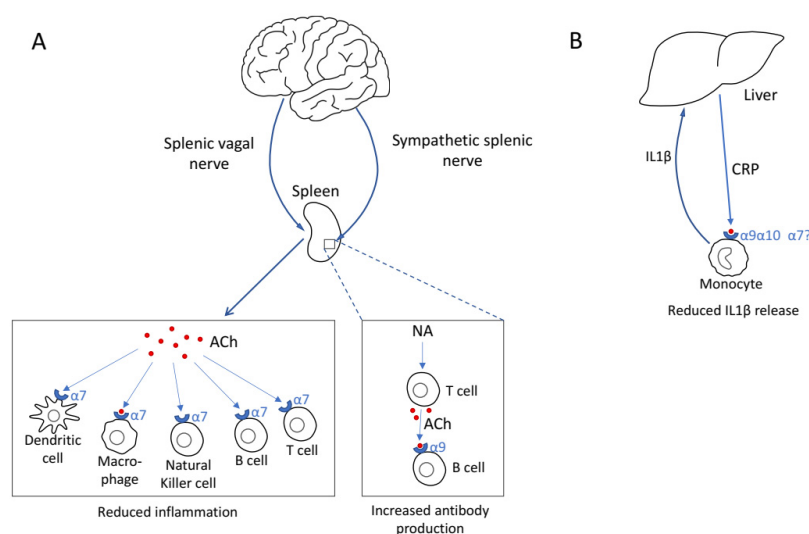 A
Splenic vagal
nerve
Sympathetic splenic
nerve
Spleen
ACh
α7
α7
α7
α7
α7
Dendritic
cell
Macro-
phage
Natural
Killer cell
B cell
T cell
Reduced inflammation
NA
T cell
ACh
α9
B cell
Increased antibody
production
B
Liver
IL1β
CRP
α9α10 α7?
Monocyte
Reduced IL1β release